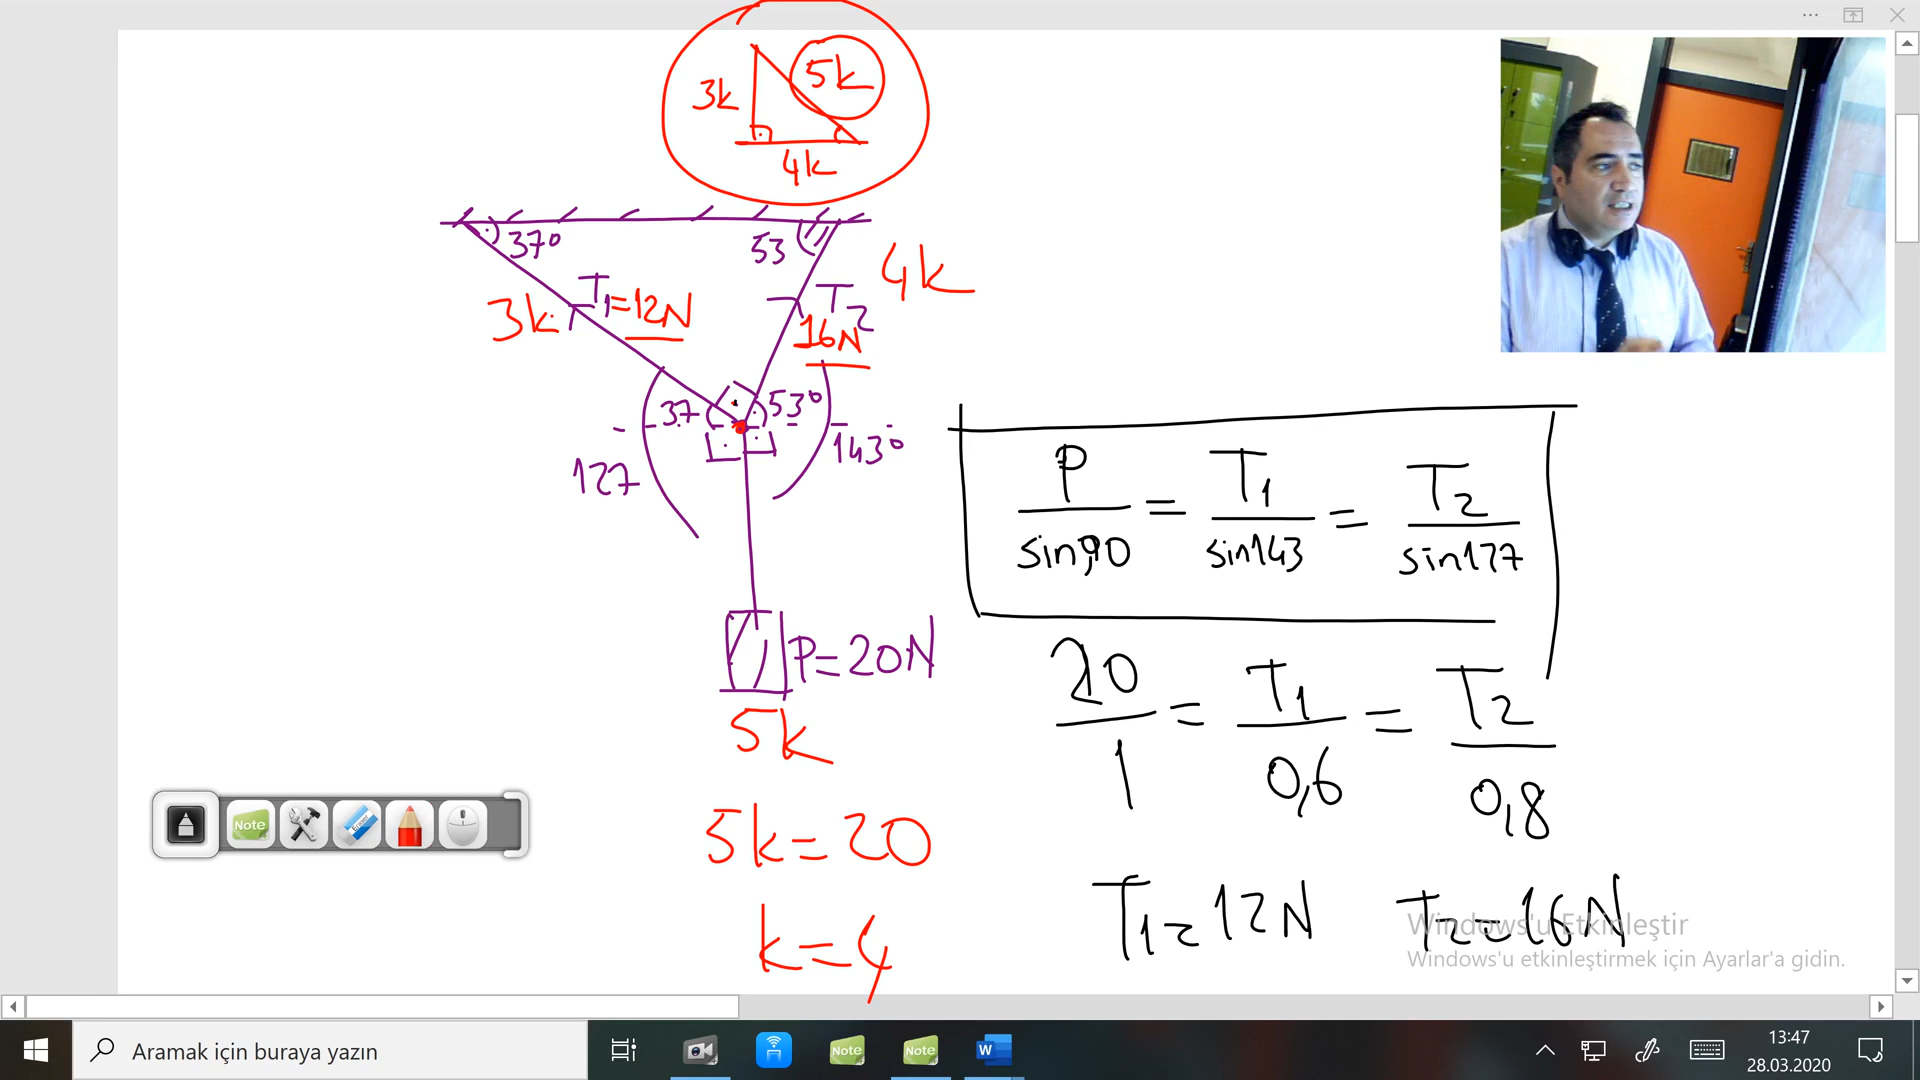 3k
5k
4k
37°
53
4k
3k
T1=12N
T2
16N
37
53°
143°
127
P
T1
T2
=
=
sin90
sin143
sin127
P=20N
5k
20
T1
T2
=
=
1
0,6
0,8
5k=20
k=4
T1=12N
T2=16N
Note
Eraser
Windows'u Etkinleştir
Windows'u etkinleştirmek için Ayarlar'a gidin.
Aramak için buraya yazın
Note
Note
W
13:47
28.03.2020